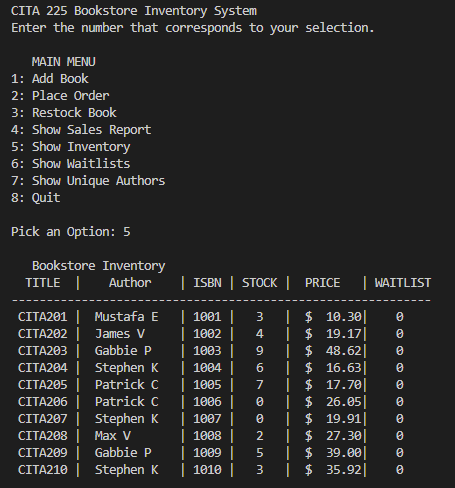 CITA 225 Bookstore Inventory System
Enter the number that corresponds to your selection.
MAIN MENU
1: Add Book
2: Place Order
3: Restock Book
4: Show Sales Report
5: Show Inventory
6: Show Waitlists
7: Show Unique Authors
8: Quit
Pick an Option: 5
Bookstore Inventory
TITLE | Author | ISBN | STOCK | PRICE | WAITLIST
--------------------------------------------------------------
CITA201 | Mustafa E | 1001 | 3 | $ 10.30| 0
CITA202 | James V | 1002 | 4 | $ 19.17| 0
CITA203 | Gabbie P | 1003 | 9 | $ 48.62| 0
CITA204 | Stephen K | 1004 | 6 | $ 16.63| 0
CITA205 | Patrick C | 1005 | 7 | $ 17.70| 0
CITA206 | Patrick C | 1006 | 0 | $ 26.05| 0
CITA207 | Stephen K | 1007 | 0 | $ 19.91| 0
CITA208 | Max V | 1008 | 2 | $ 27.30| 0
CITA209 | Gabbie P | 1009 | 5 | $ 39.00| 0
CITA210 | Stephen K | 1010 | 3 | $ 35.92| 0